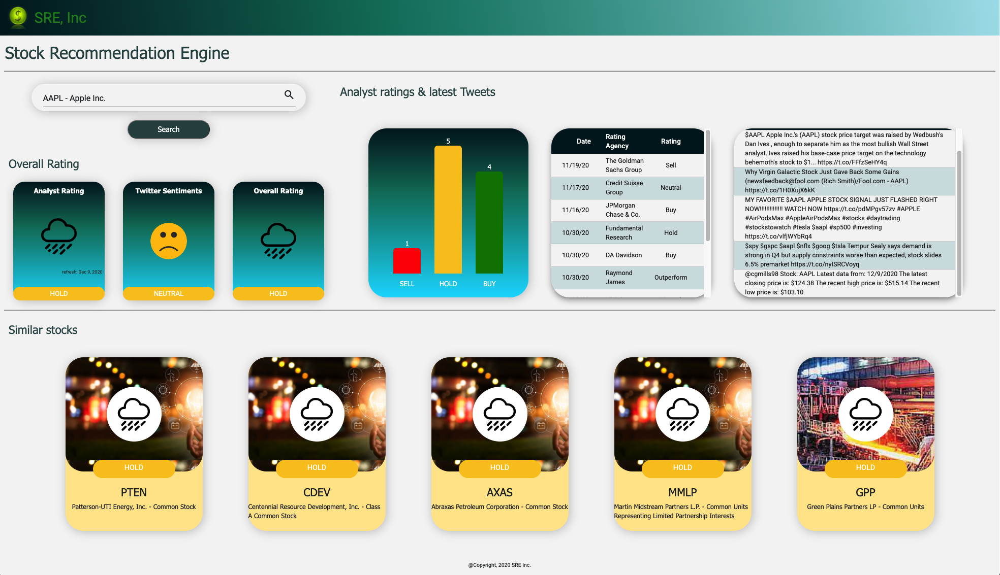 SRE, Inc
Stock Recommendation Engine
AAPL - Apple Inc.
Search
Overall Rating
Analyst Rating
refresh: Dec 9, 2020
HOLD
Twitter Sentiments
NEUTRAL
Overall Rating
HOLD
Analyst ratings & latest Tweets
1
5
4
SELL
HOLD
BUY
Date Rating Agency Rating
11/19/20 The Goldman Sachs Group Sell
11/17/20 Credit Suisse Group Neutral
11/16/20 JPMorgan Chase & Co. Buy
10/30/20 Fundamental Research Hold
10/30/20 DA Davidson Buy
10/30/20 Raymond James Outperform
$AAPL Apple Inc.'s (AAPL) stock price target was raised by Wedbush's
Dan Ives , enough to separate him as the most bullish Wall Street
analyst. Ives raised his base-case price target on the technology
behemoth's stock to $1... https://t.co/FFfzSeHY4q
Why Virgin Galactic Stock Just Gave Back Some Gains
(newsfeedback@fool.com (Rich Smith)/Fool.com - AAPL)
https://t.co/1H0XujX6kK
MY FAVORITE $AAPL APPLE STOCK SIGNAL JUST FLASHED RIGHT
NOW!!!!!!!!!!!!!! WATCH NOW https://t.co/pdMPgv57zv #APPLE
#AirPodsMax #AppleAirPodsMax #stocks #daytrading
#stockstowatch #tesla $aapl #sp500 #investing
https://t.co/vlfjWYbRq4
$spy $gspc $aapl $nflx $goog $tsla Tempur Sealy says demand is
strong in Q4 but supply constraints worse than expected, stock slides
6.5% premarket https://t.co/nyISRCVoyq
@cgmills98 Stock: AAPL Latest data from: 12/9/2020 The latest
closing price is: $124.38 The recent high price is: $515.14 The recent
low price is: $103.10
Similar stocks
HOLD
PTEN
Patterson-UTI Energy, Inc. - Common Stock
HOLD
CDEV
Centennial Resource Development, Inc. - Class
A Common Stock
HOLD
AXAS
Abraxas Petroleum Corporation - Common Stock
HOLD
MMLP
Martin Midstream Partners L.P. - Common Units
Representing Limited Partnership Interests
HOLD
GPP
Green Plains Partners LP - Common Units
@Copyright, 2020 SRE Inc.